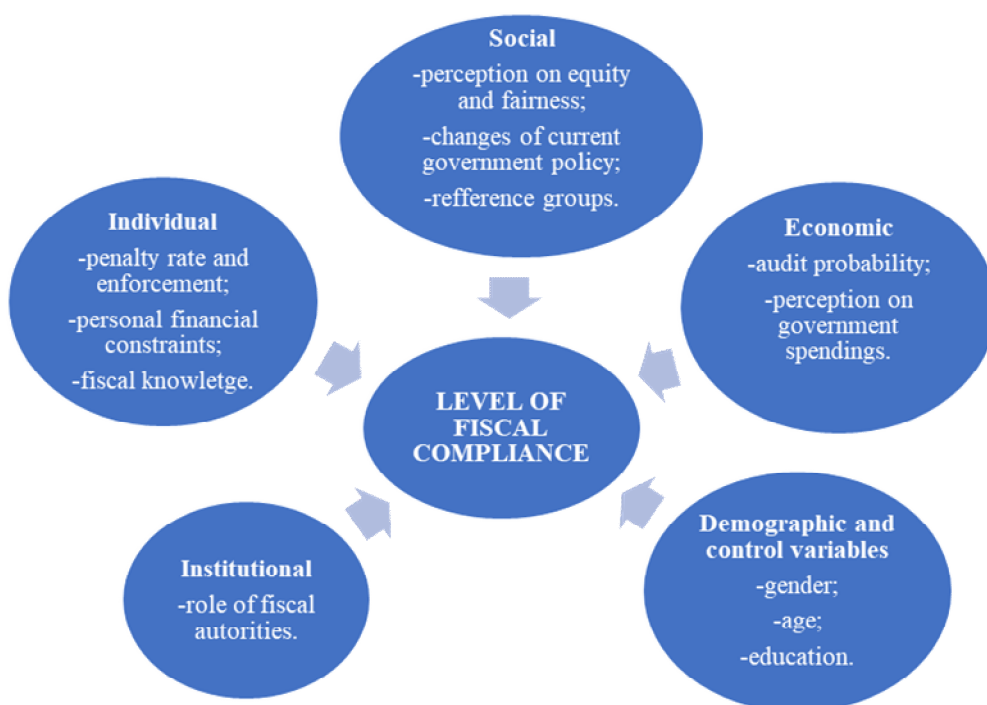 Social
-perception on equity
and fairness;
-changes of current
government policy;
-refference groups.
Individual
-penalty rate and
enforcement;
-personal financial
constraints;
-fiscal knowletge.
Economic
-audit probability;
-perception on
government
spendings.
LEVEL OF
FISCAL
COMPLIANCE
Institutional
-role of fiscal
autorities.
Demographic and
control variables
-gender;
-age;
-education.